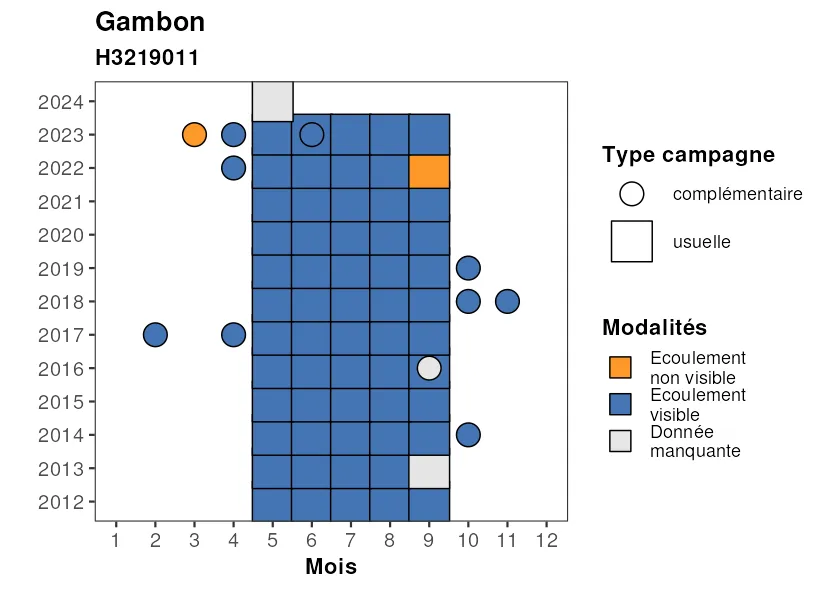 Gambon
H3219011
2024
2023
2022
2021
2020
2019
2018
2017
2016
2015
2014
2013
2012
1 2 3 4 5 6 7 8 9 10 11 12
Mois
Type campagne
complémentaire
usuelle
Modalités
Ecoulement
non visible
Ecoulement
visible
Donnée
manquante